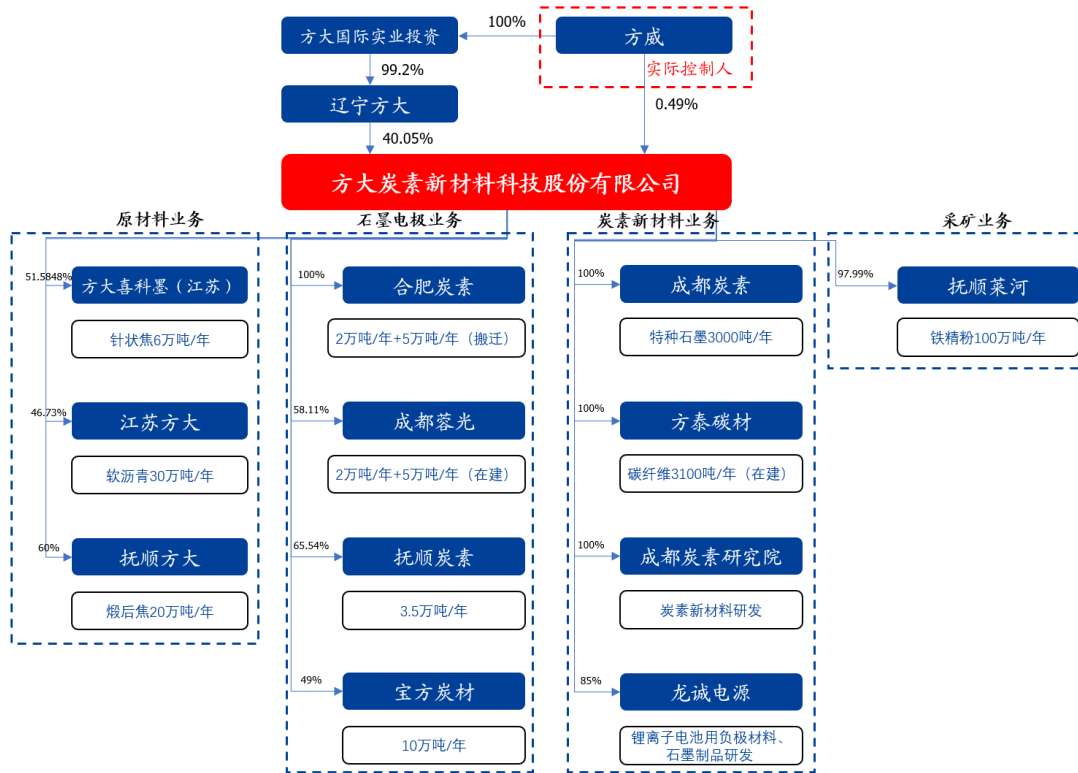 方大国际实业投资
100%
方威
实际控制人
99.2%
0.49%
辽宁方大
40.05%
方大炭素新材料科技股份有限公司
原材料业务
51.5848%
方大喜科墨（江苏）
针状焦6万吨/年
46.73%
江苏方大
软沥青30万吨/年
60%
抚顺方大
煅后焦20万吨/年
石墨电极业务
100%
合肥炭素
2万吨/年+5万吨/年（搬迁）
58.11%
成都蓉光
2万吨/年+5万吨/年（在建）
65.54%
抚顺炭素
3.5万吨/年
49%
宝方炭材
10万吨/年
炭素新材料业务
100%
成都炭素
特种石墨3000吨/年
100%
方泰碳材
碳纤维3100吨/年（在建）
100%
成都炭素研究院
炭素新材料研发
85%
龙诚电源
锂离子电池用负极材料、
石墨制品研发
采矿业务
97.99%
抚顺莱河
铁精粉100万吨/年